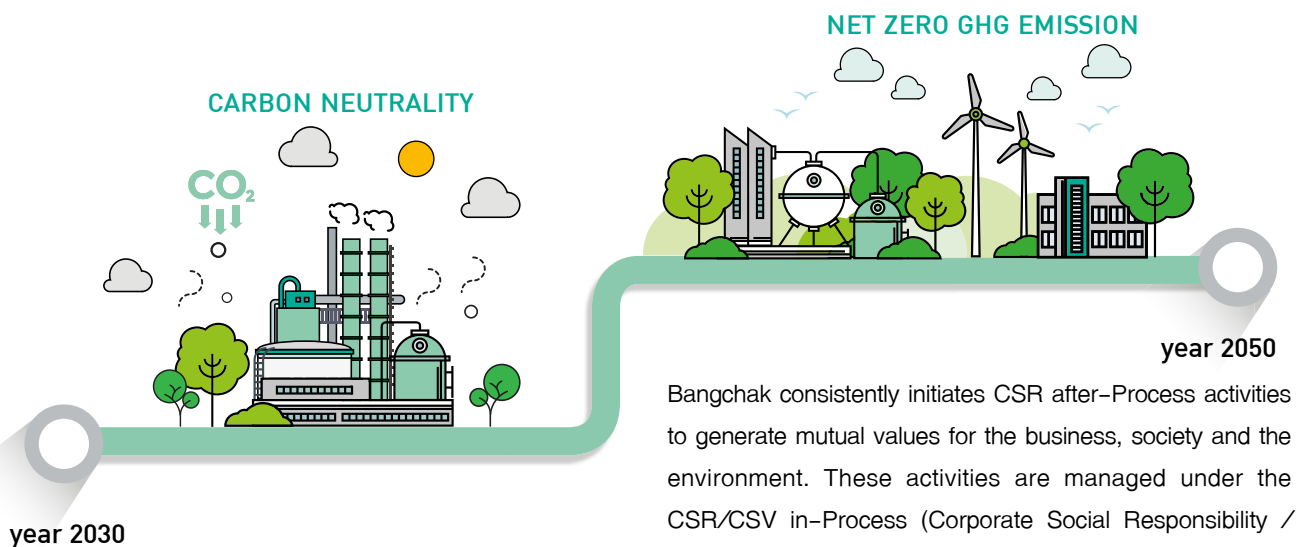 NET ZERO GHG EMISSION
CARBON NEUTRALITY
CO₂
year 2050
Bangchak consistently initiates CSR after-Process activities
to generate mutual values for the business, society and the
environment. These activities are managed under the
CSR/CSV in-Process (Corporate Social Responsibility /
year 2030